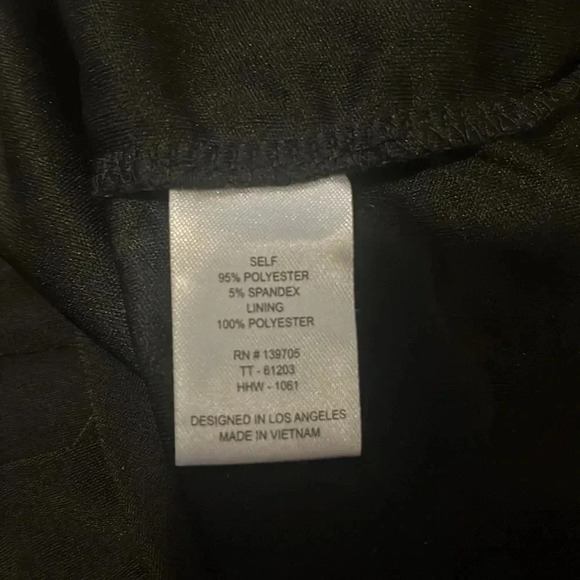 SELF
95% POLYESTER
5% SPANDEX
LINING
100% POLYESTER
RN # 139705
TT - 61203
HHW - 1061
DESIGNED IN LOS ANGELES
MADE IN VIETNAM